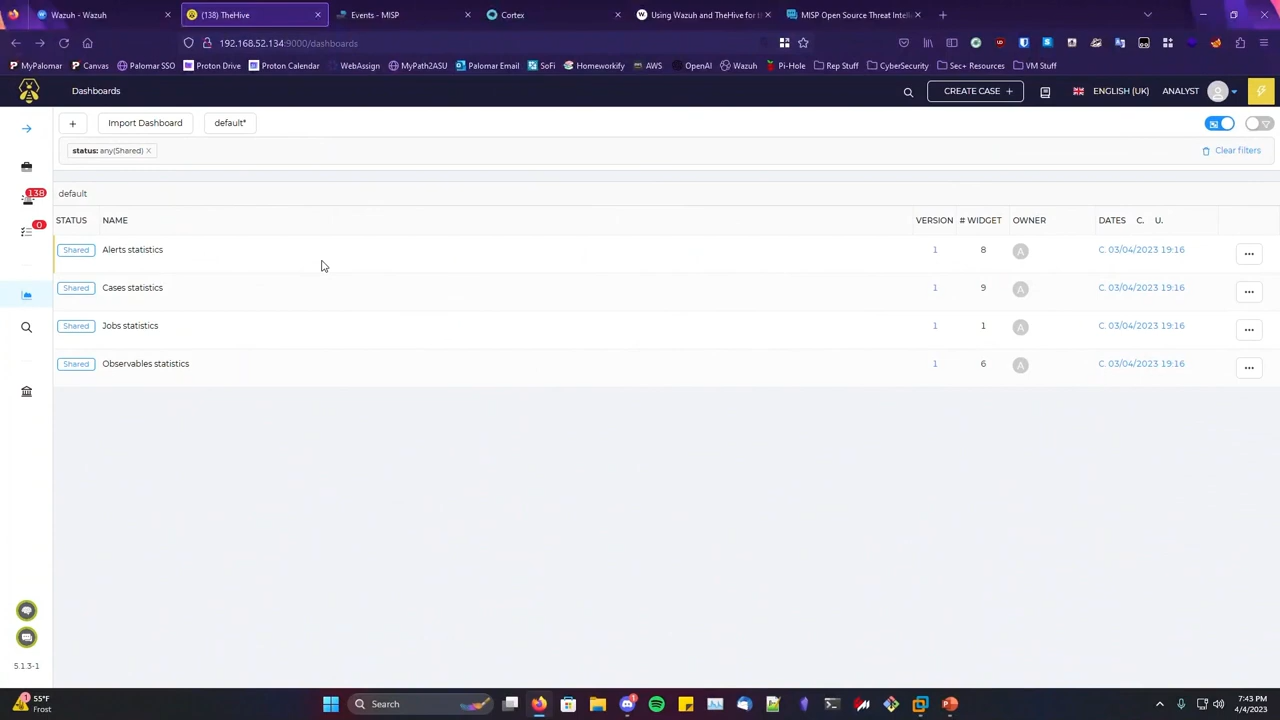 Wazuh - Wazuh
(138) TheHive
Events - MISP
Cortex
Using Wazuh and TheHive for th
MISP Open Source Threat Intell
192.168.52.134:9000/dashboards
MyPalomar
Canvas
Palomar SSO
Proton Drive
Proton Calendar
WebAssign
MyPath2ASU
Palomar Email
SoFi
Homeworkify
AWS
OpenAI
Wazuh
Pi-Hole
Rep Stuff
CyberSecurity
Sec+ Resources
VM Stuff
Dashboards
CREATE CASE +
ENGLISH (UK)
ANALYST
+
Import Dashboard
default*
status: any(Shared)
Clear filters
138
0
default
STATUS NAME VERSION # WIDGET OWNER DATES C. U.
Shared Alerts statistics 1 8 A C. 03/04/2023 19:16
Shared Cases statistics 1 9 A C. 03/04/2023 19:16
Shared Jobs statistics 1 1 A C. 03/04/2023 19:16
Shared Observables statistics 1 6 A C. 03/04/2023 19:16
5.1.3-1
1
55°F
Frost
Search
1
7:43 PM
4/4/2023